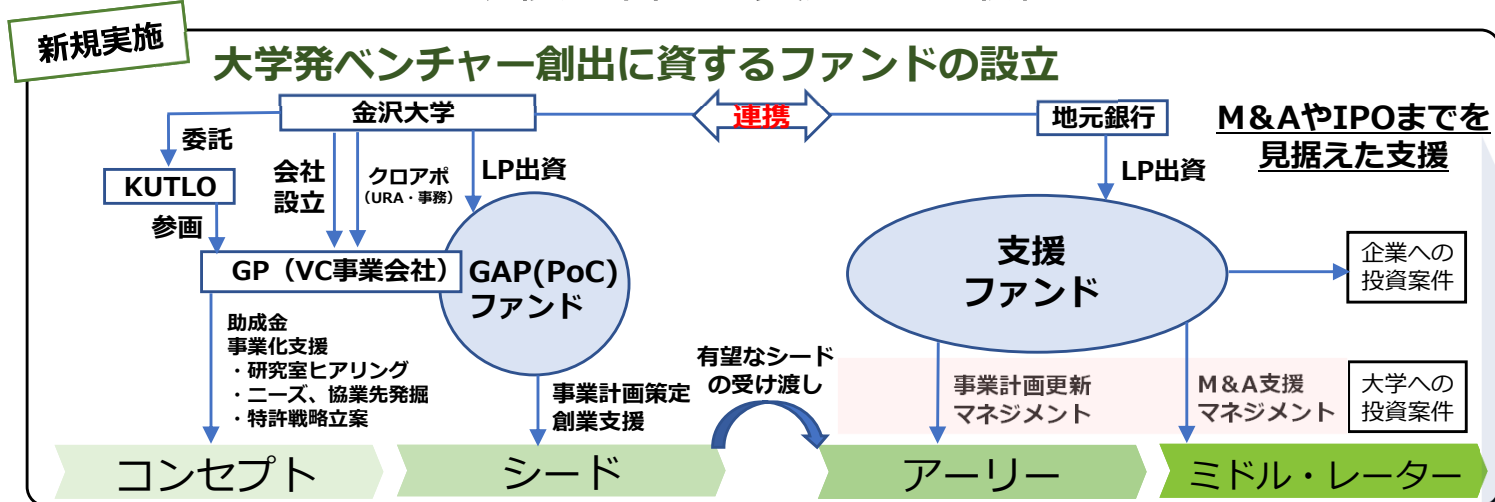 新規実施
大学発ベンチャー創出に資するファンドの設立
金沢大学
連携
地元銀行
M&AやIPOまでを
見据えた支援
委託
KUTLO
参画
会社
設立
クロアポ
（URA・事務）
LP出資
LP出資
GP（VC事業会社）
GAP(PoC)
ファンド
支援
ファンド
企業への
投資案件
助成金
事業化支援
・研究室ヒアリング
・ニーズ、協業先発掘
・特許戦略立案
事業計画策定
創業支援
有望なシード
の受け渡し
事業計画更新
マネジメント
M&A支援
マネジメント
大学への
投資案件
コンセプト
シード
アーリー
ミドル・レーター